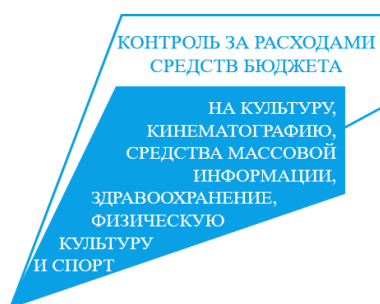 КОНТРОЛЬ ЗА РАСХОДАМИ
СРЕДСТВ БЮДЖЕТА
НА КУЛЬТУРУ,
КИНЕМАТОГРАФИЮ,
СРЕДСТВА МАССОВОЙ
ИНФОРМАЦИИ,
ЗДРАВООХРАНЕНИЕ,
ФИЗИЧЕСКУЮ
КУЛЬТУРУ
И СПОРТ